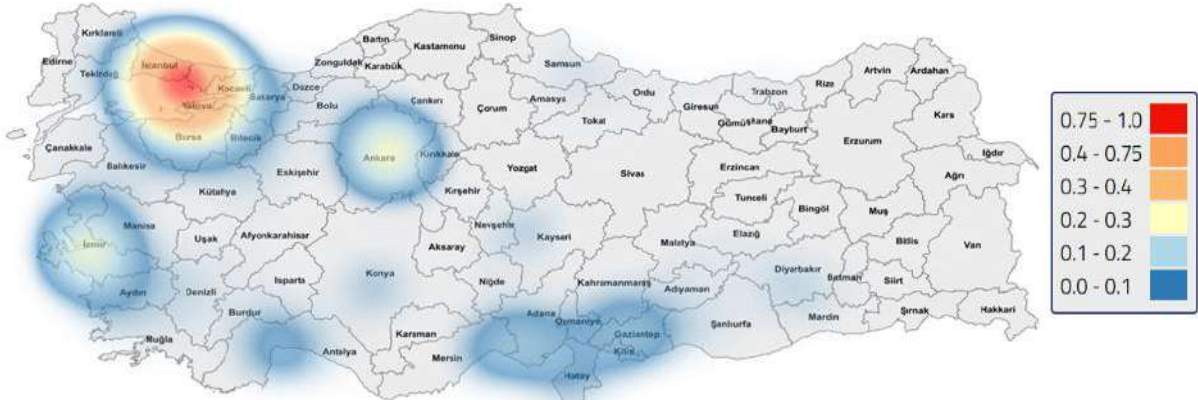 Kırklareli
Edirne
Tekirdağ
İstanbul
Kocaeli
Yalova
Sakarya
Düzce
Bolu
Zonguldak
Bartın
Karabük
Kastamonu
Sinop
Çankırı
Samsun
Amasya
Çorum
Tokat
Ordu
Giresun
Gümüşhane
Trabzon
Bayburt
Rize
Artvin
Ardahan
Kars
Iğdır
Ağrı
Erzurum
Erzincan
Çanakkale
Balıkesir
Bursa
Bilecik
Kütahya
Eskişehir
Ankara
Kırıkkale
Kırşehir
Yozgat
Sivas
Tunceli
Bingöl
Muş
Bitlis
Van
İzmir
Manisa
Uşak
Afyonkarahisar
Konya
Aksaray
Nevşehir
Kayseri
Malatya
Elazığ
Diyarbakır
Batman
Siirt
Şırnak
Hakkari
Aydın
Denizli
Isparta
Burdur
Muğla
Antalya
Karaman
Niğde
Mersin
Adana
Osmaniye
Kahramanmaraş
Adıyaman
Gaziantep
Kilis
Hatay
Şanlıurfa
Mardin
0.75 - 1.0
0.4 - 0.75
0.3 - 0.4
0.2 - 0.3
0.1 - 0.2
0.0 - 0.1